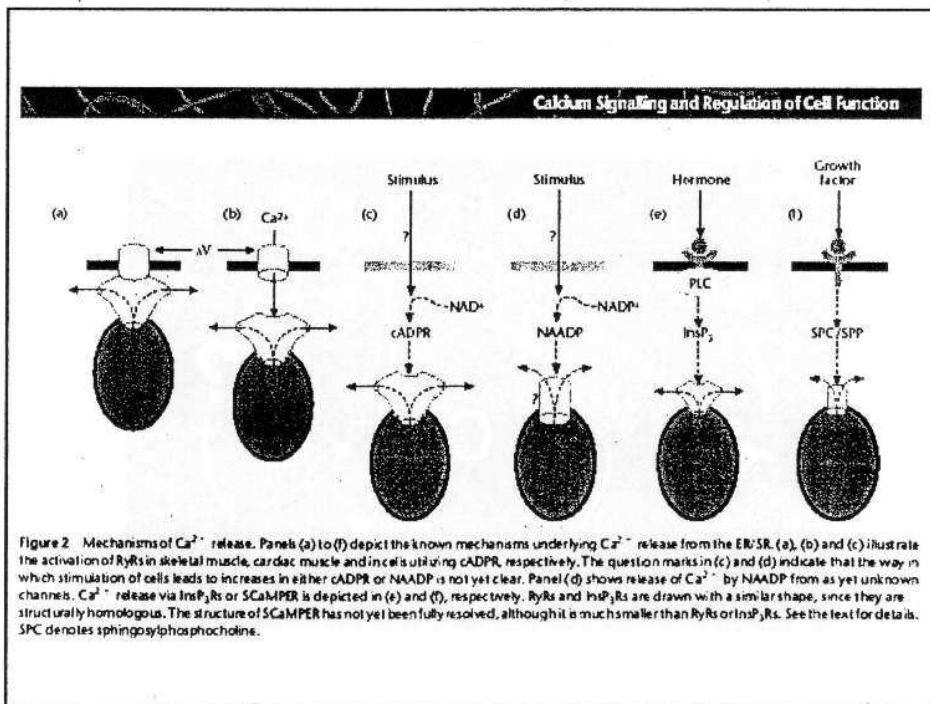 Calcium Signalling and Regulation of Cell Function
Stimulus
Stimulus
Hormone
Growth
factor
(a)
(b)
Ca²⁺
(c)
(d)
(e)
(f)
ΔV
?
?
PLC
NAD⁺
NADP⁺
cADPR
NAADP
InsP₃
SPC/SPP
?
Figure 2 Mechanisms of Ca²⁺ release. Panels (a) to (f) depict the known mechanisms underlying Ca²⁺ release from the ER/SR. (a), (b) and (c) illustrate
the activation of RyRs in skeletal muscle, cardiac muscle and in cells utilizing cADPR, respectively. The question marks in (c) and (d) indicate that the way in
which stimulation of cells leads to increases in either cADPR or NAADP is not yet clear. Panel (d) shows release of Ca²⁺ by NAADP from as yet unknown
channels. Ca²⁺ release via InsP₃Rs or SCaMPER is depicted in (e) and (f), respectively. RyRs and InsP₃Rs are drawn with a similar shape, since they are
structurally homologous. The structure of SCaMPER has not yet been fully resolved, although it is much smaller than RyRs or InsP₃Rs. See the text for details.
SPC denotes sphingosylphosphocholine.